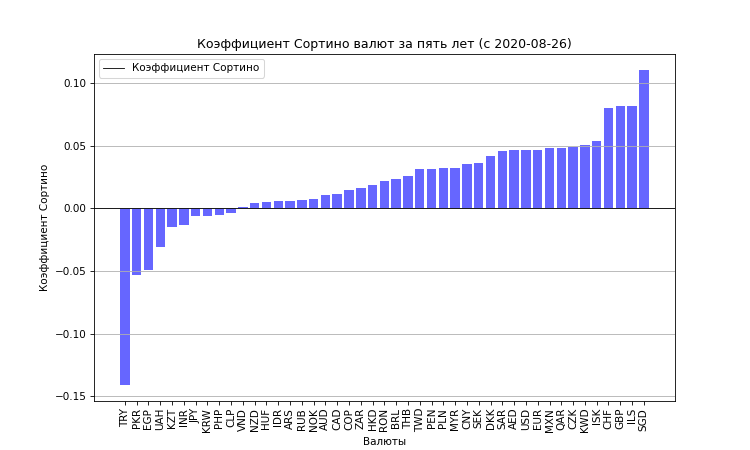 Коэффициент Сортино валют за пять лет (с 2020-08-26)
Коэффициент Сортино
0.10
0.05
0.00
−0.05
−0.10
−0.15
Коэффициент Сортино
TRY
PKR
EGP
UAH
KZT
INR
JPY
KRW
PHP
CLP
VND
NZD
HUF
IDR
ARS
RUB
NOK
AUD
CAD
COP
ZAR
HKD
RON
BRL
THB
TWD
PEN
PLN
MYR
CNY
SEK
DKK
SAR
AED
USD
EUR
MXN
QAR
CZK
KWD
ISK
CHF
GBP
ILS
SGD
Валюты